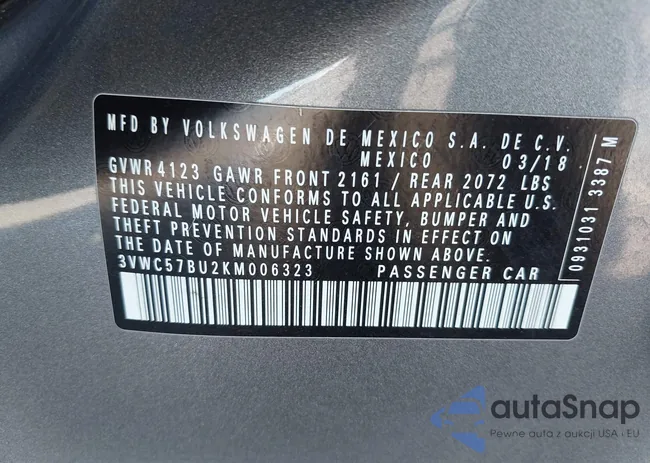 MFD BY VOLKSWAGEN DE MEXICO S.A. DE C.V.
MEXICO 03/18
GVWR 4123 GAWR FRONT 2161 / REAR 2072 LBS
THIS VEHICLE CONFORMS TO ALL APPLICABLE U.S.
FEDERAL MOTOR VEHICLE SAFETY, BUMPER AND
THEFT PREVENTION STANDARDS IN EFFECT ON
THE DATE OF MANUFACTURE SHOWN ABOVE.
3VWC57BU2KM006323 PASSENGER CAR
0931031 3387 M
autaSnap
Pewne auta z aukcji USA i EU